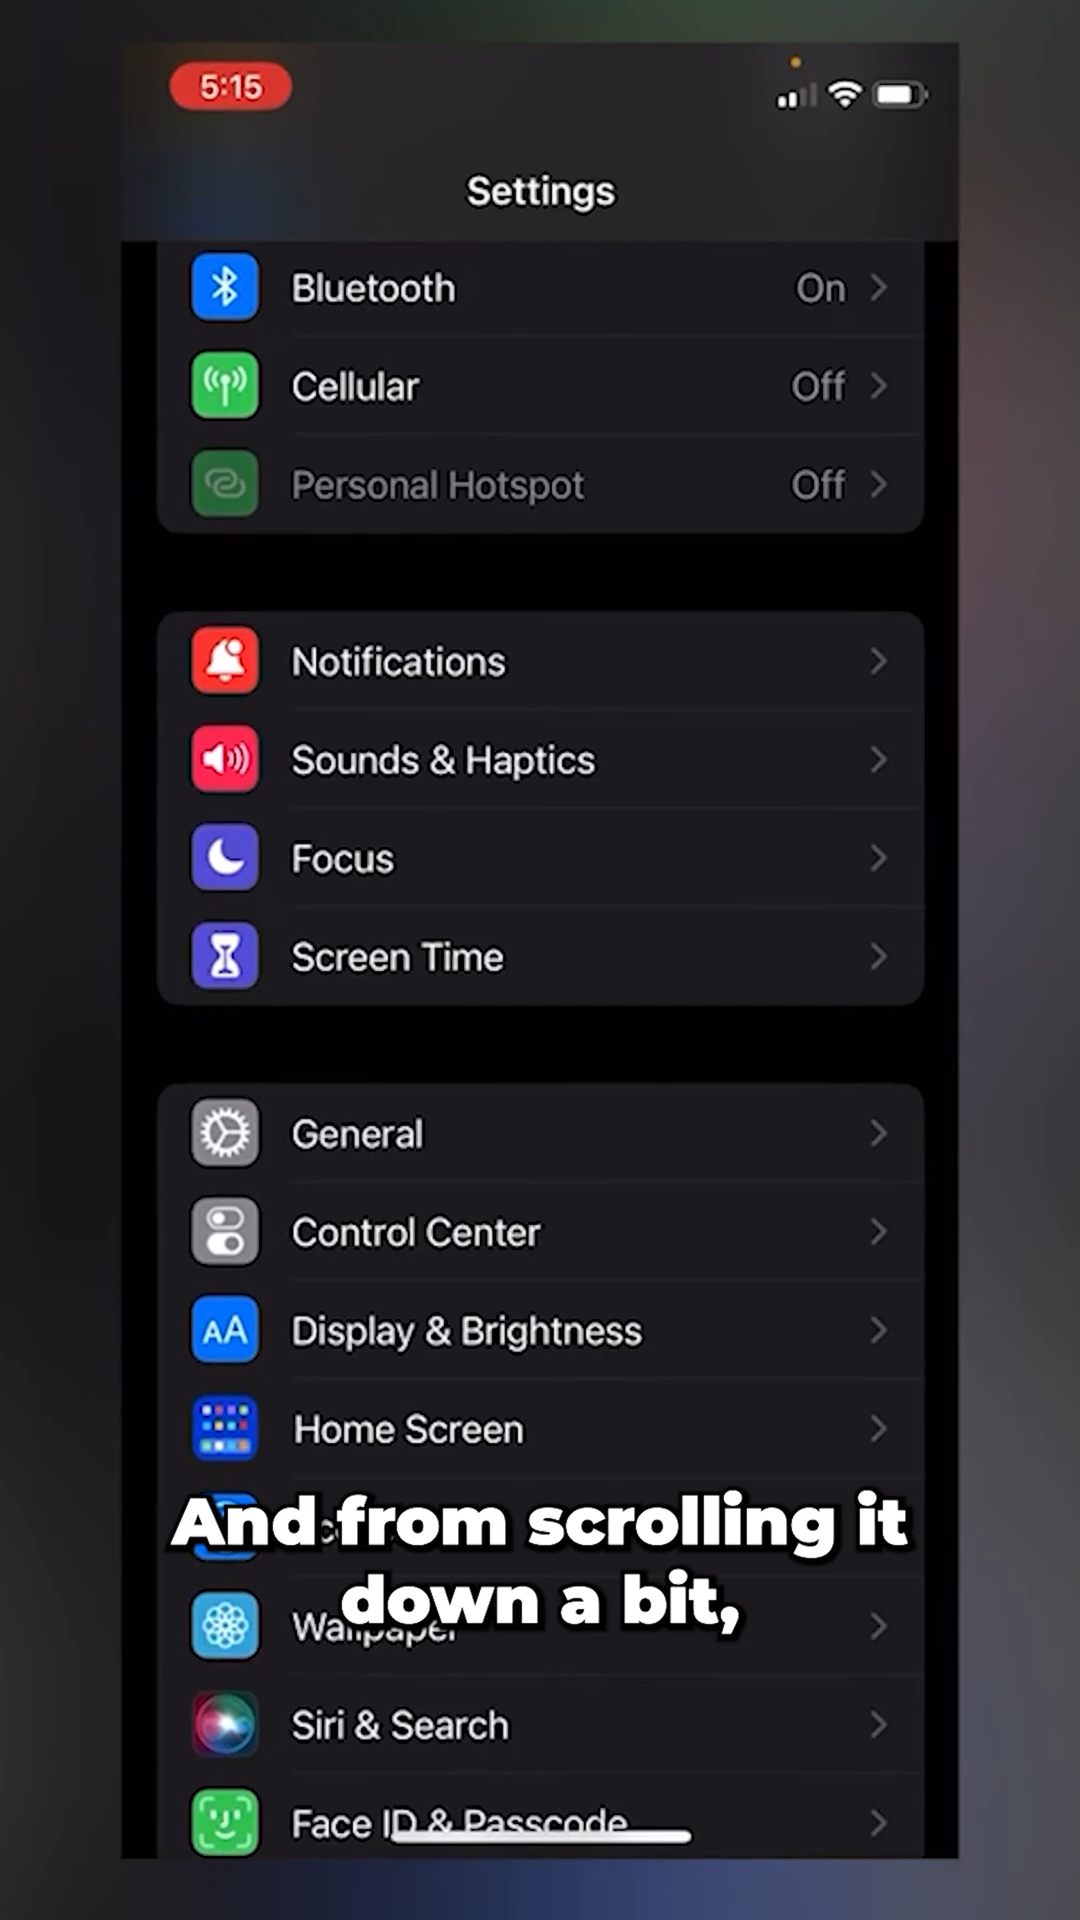 5:15
Settings
Bluetooth On
Cellular Off
Personal Hotspot Off
Notifications
Sounds & Haptics
Focus
Screen Time
General
Control Center
AA Display & Brightness
Home Screen
And from scrolling it
down a bit,
Wallpaper
Siri & Search
Face ID & Passcode